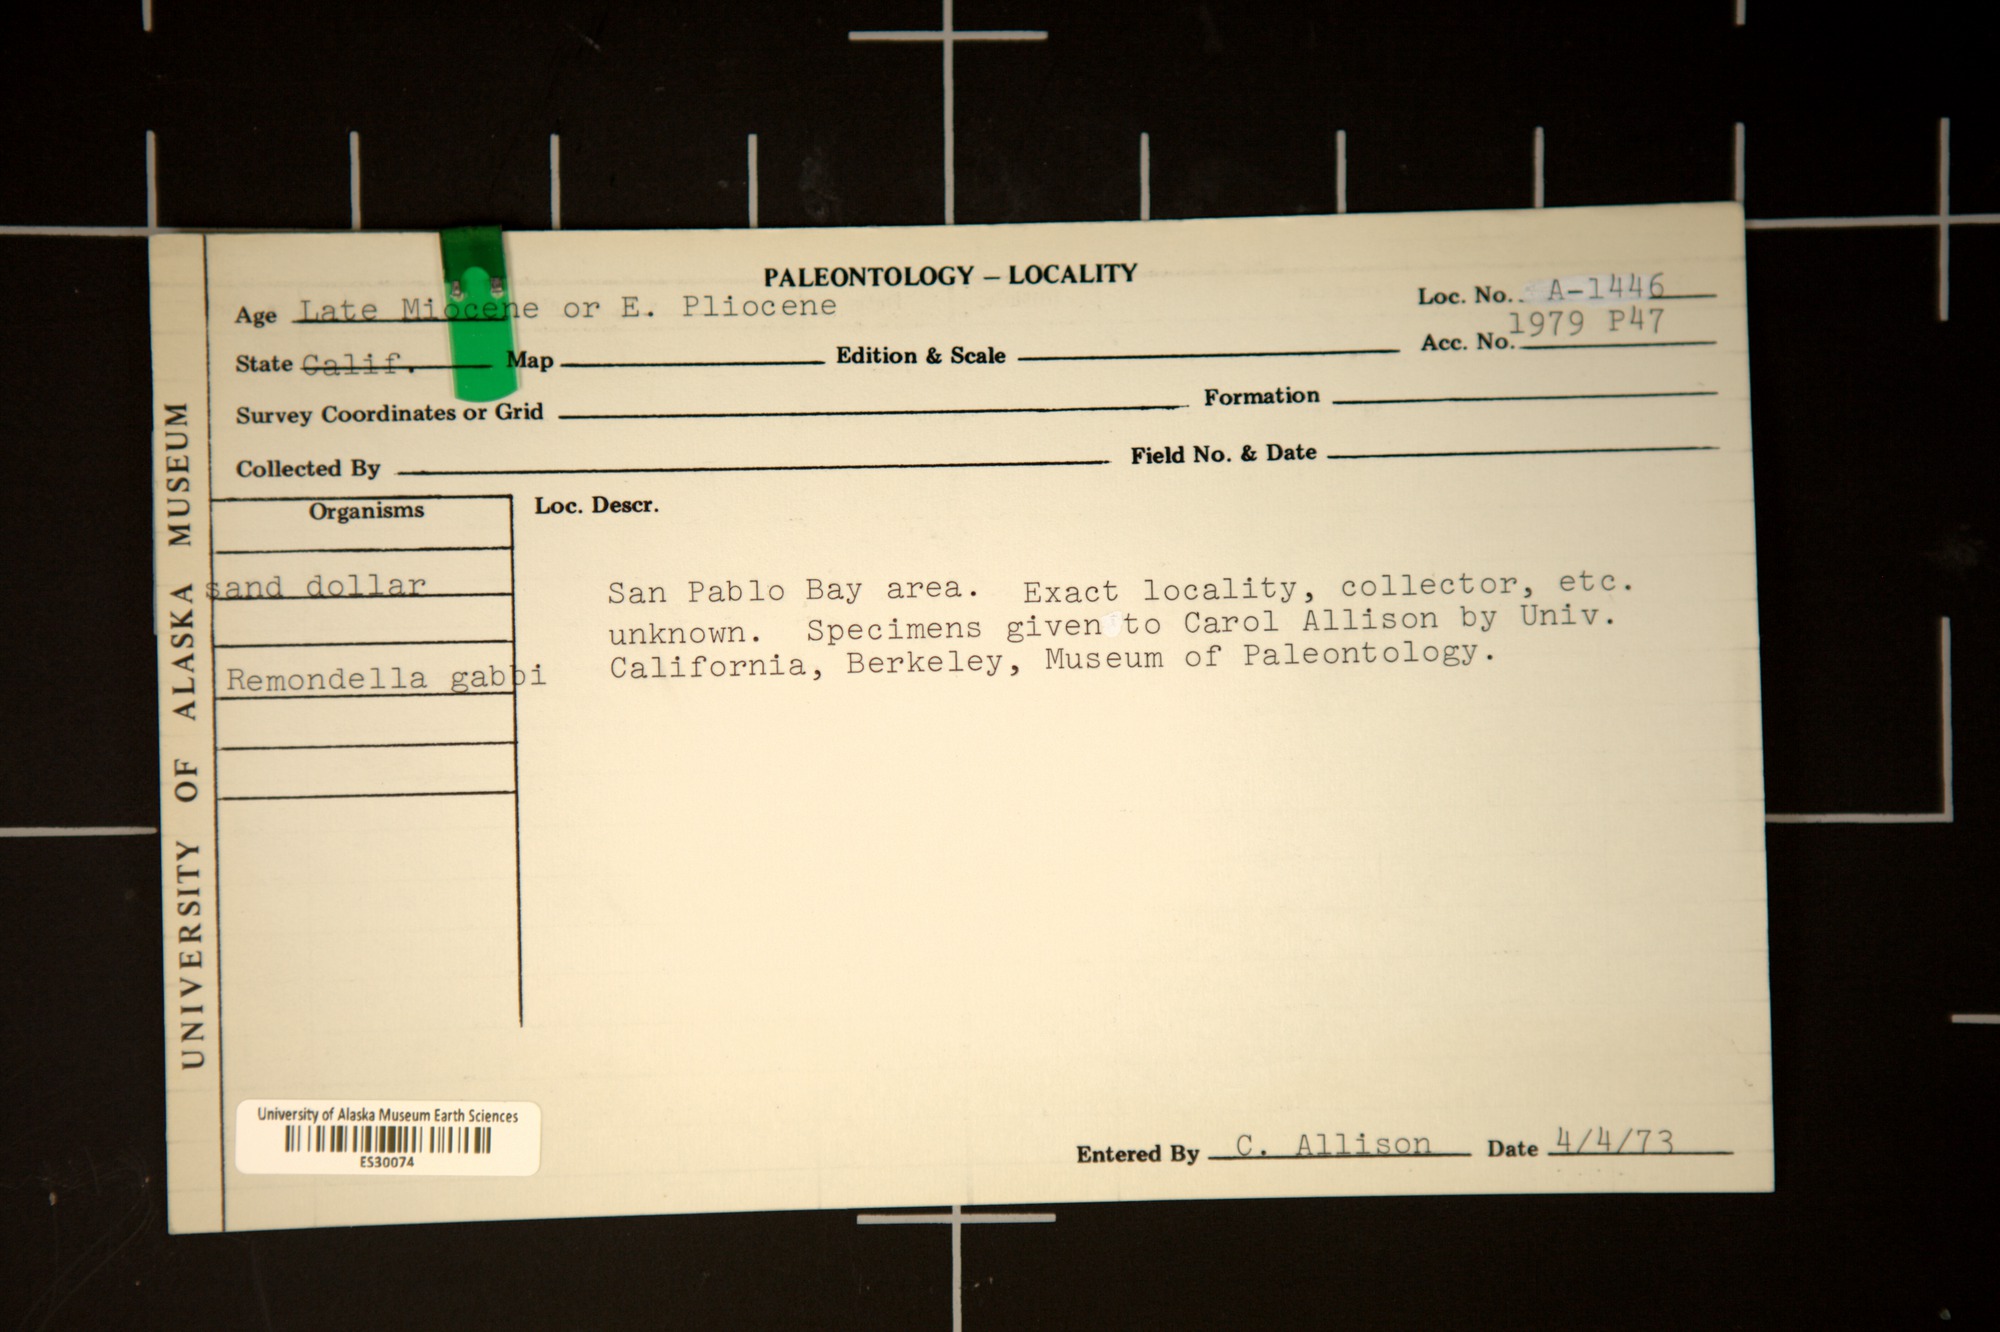 PALEONTOLOGY – LOCALITY
Age Late Miocene or E. Pliocene
Loc. No. A-1446
Acc. No. 1979 P47
State Calif. Map Edition & Scale
Survey Coordinates or Grid Formation
Collected By Field No. & Date
Organisms
sand dollar
Remondella gabbi
Loc. Descr.
San Pablo Bay area. Exact locality, collector, etc.
unknown. Specimens given to Carol Allison by Univ.
California, Berkeley, Museum of Paleontology.
UNIVERSITY OF ALASKA MUSEUM
University of Alaska Museum Earth Sciences
ES30074
Entered By C. Allison Date 4/4/73